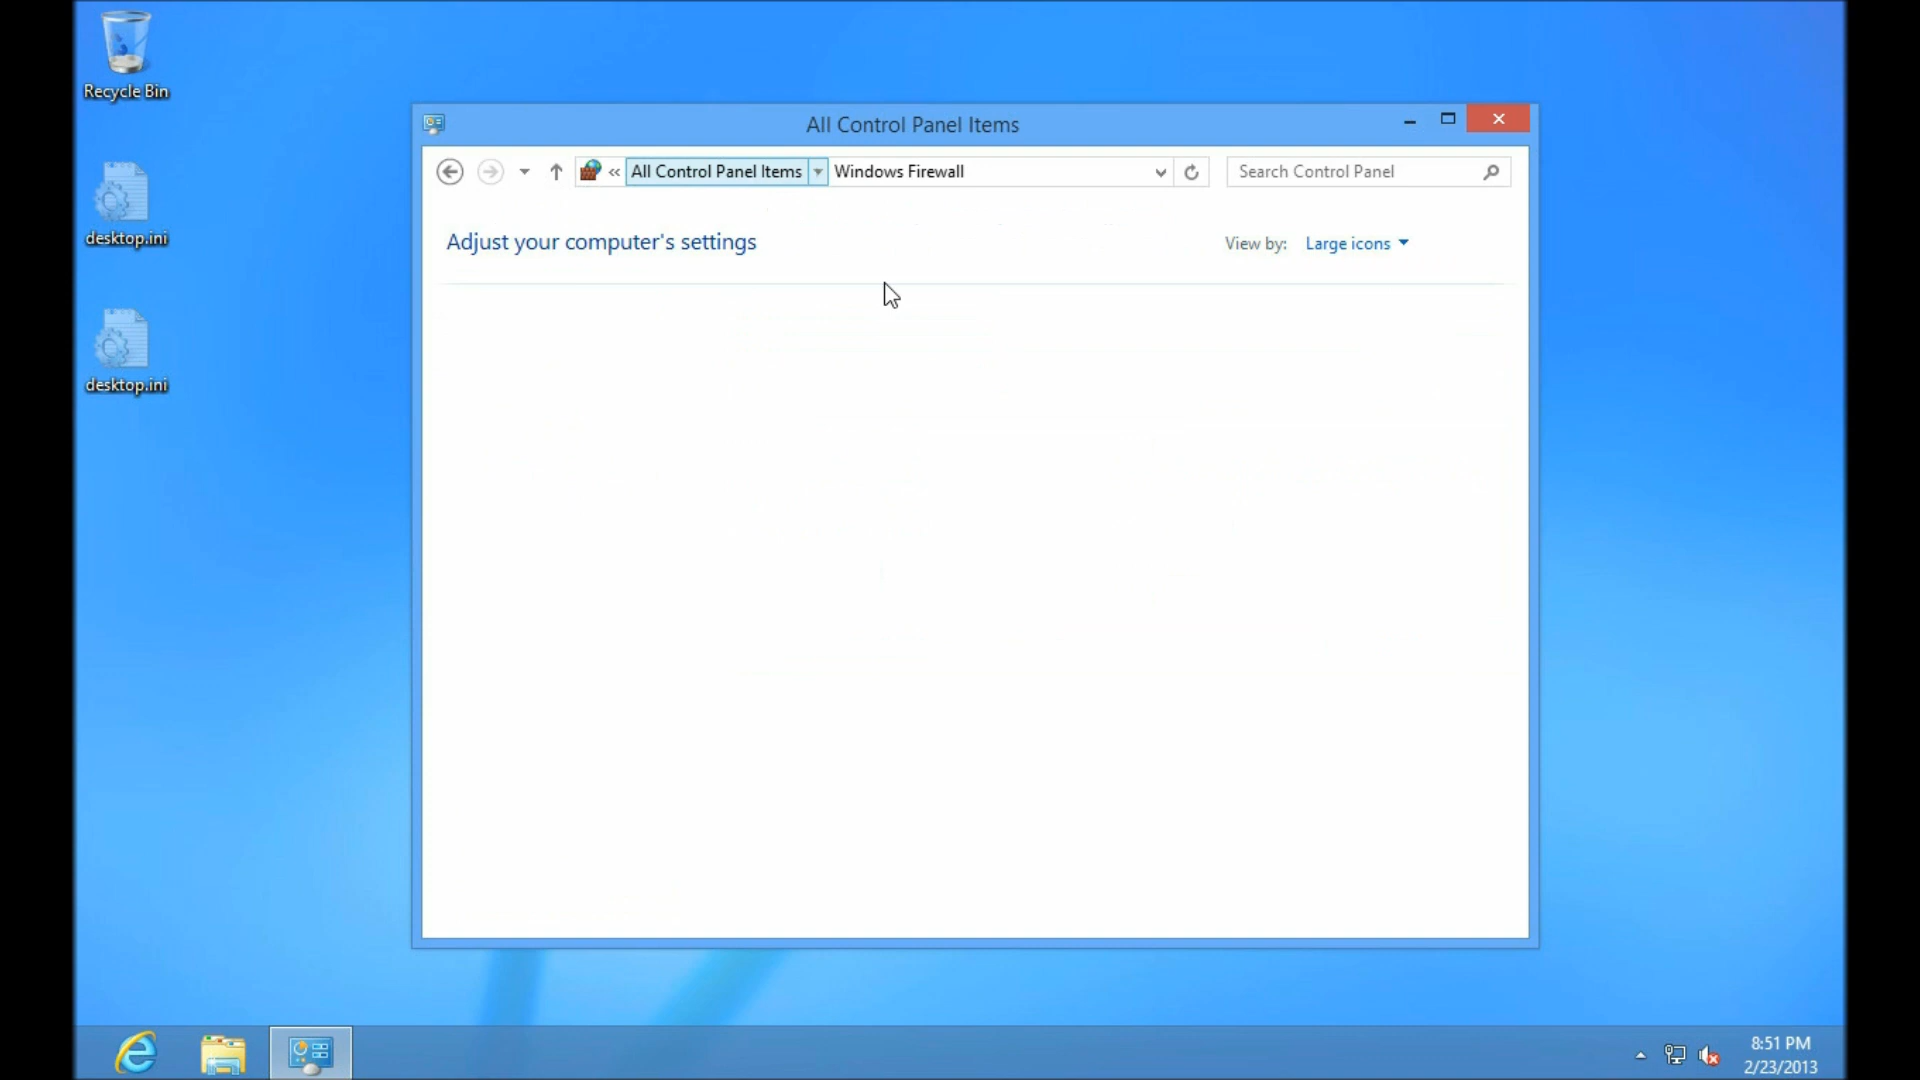 Recycle Bin
desktop.ini
desktop.ini
All Control Panel Items
« All Control Panel Items Windows Firewall
Search Control Panel
Adjust your computer's settings
View by: Large icons
8:51 PM
2/23/2013